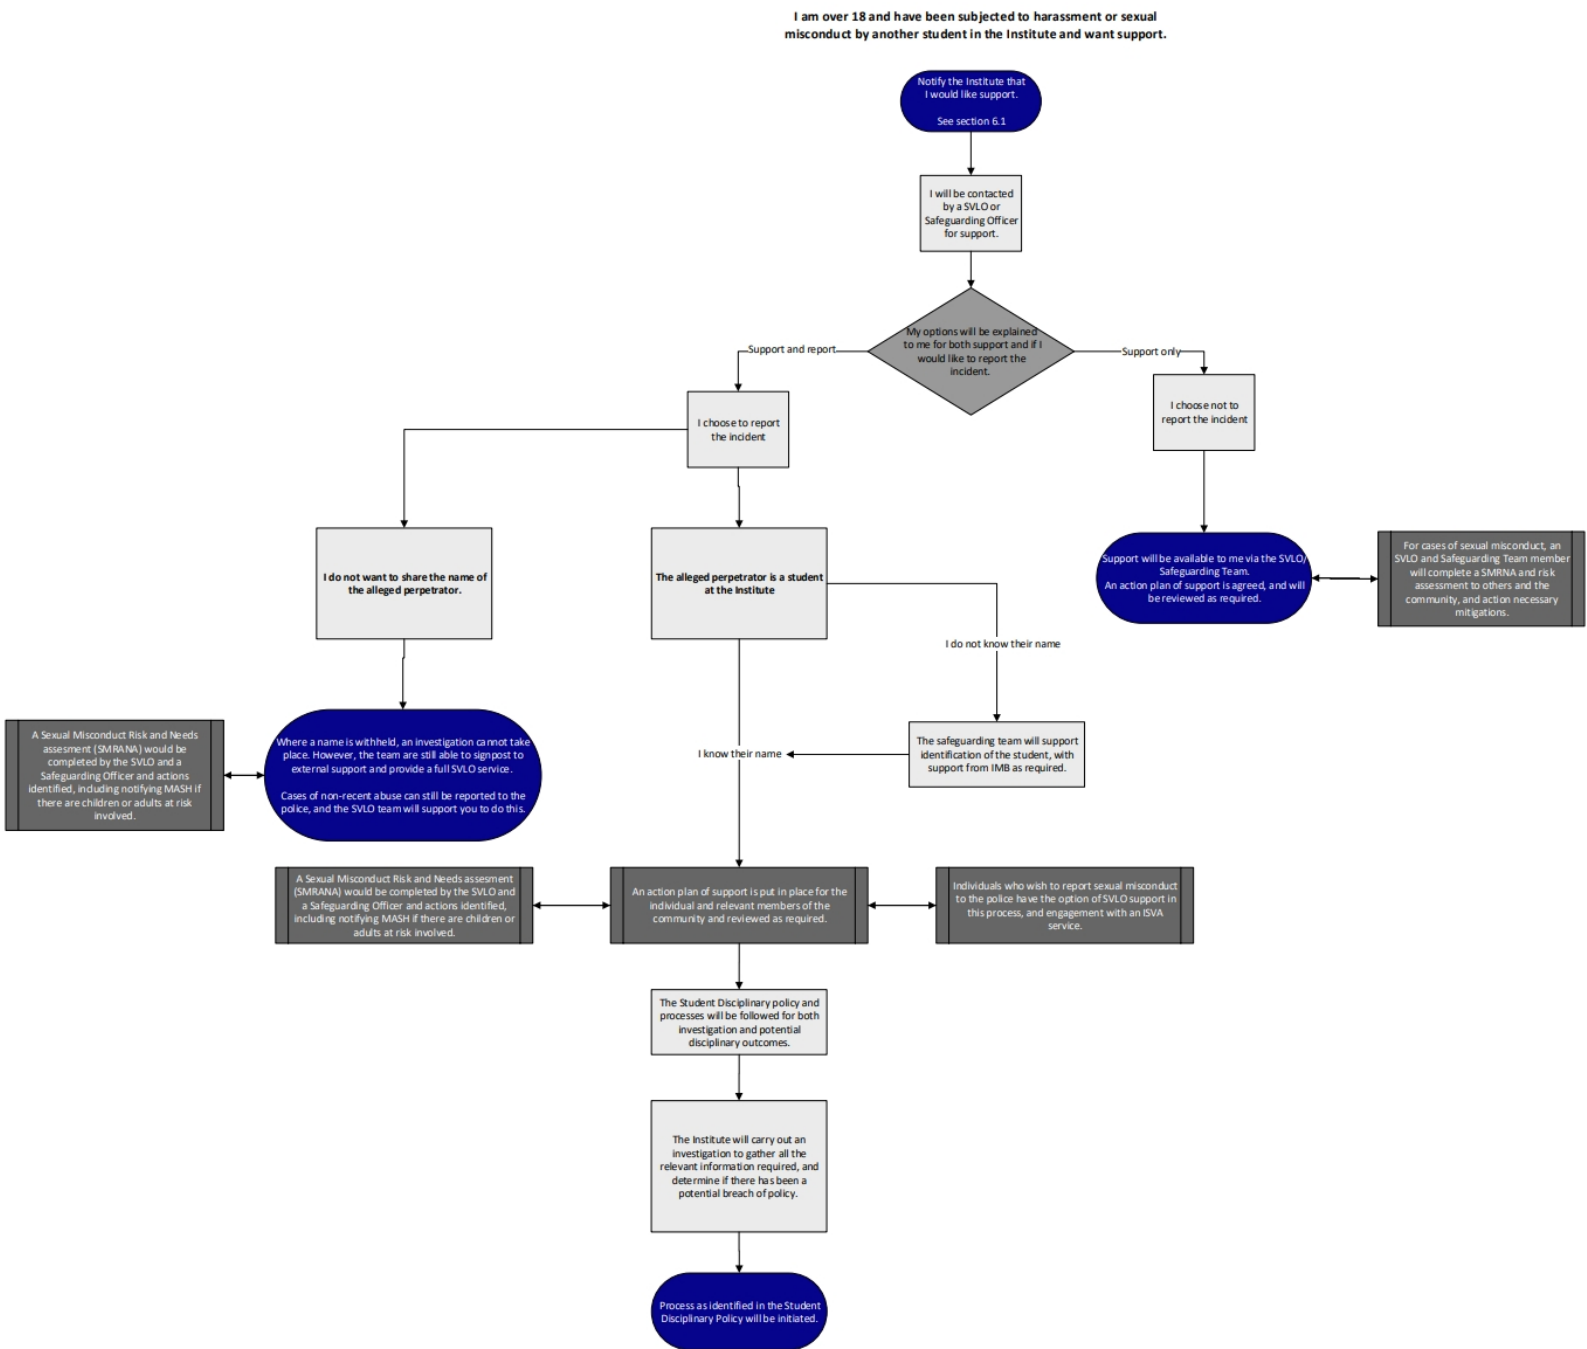 I am over 18 and have been subjected to harassment or sexual
misconduct by another student in the Institute and want support.
Notify the Institute that
I would like support.
See section 6.1
I will be contacted
by a SVLO or
Safeguarding Officer
for support.
My options will be explained
to me for both support and if I
would like to report the
incident.
Support and report
Support only
I choose to report
the incident
I choose not to
report the incident
I do not want to share the name of
the alleged perpetrator.
The alleged perpetrator is a student
at the Institute
Support will be available to me via the SVLO/
Safeguarding Team.
An action plan of support is agreed, and will
be reviewed as required.
For cases of sexual misconduct, an
SVLO and Safeguarding Team member
will complete a SMRNA and risk
assessment to others and the
community, and action necessary
mitigations.
I do not know their name
A Sexual Misconduct Risk and Needs
assesment (SMRANA) would be
completed by the SVLO and a
Safeguarding Officer and actions
identified, including notifying MASH if
there are children or adults at risk
involved.
Where a name is withheld, an investigation cannot take
place. However, the team are still able to signpost to
external support and provide a full SVLO service.
Cases of non-recent abuse can still be reported to the
police, and the SVLO team will support you to do this.
I know their name
The safeguarding team will support
identification of the student, with
support from IMB as required.
A Sexual Misconduct Risk and Needs assesment
(SMRANA) would be completed by the SVLO and
a Safeguarding Officer and actions identified,
including notifying MASH if there are children or
adults at risk involved.
An action plan of support is put in place for the
individual and relevant members of the
community and reviewed as required.
Individuals who wish to report sexual misconduct
to the police have the option of SVLO support in
this process, and engagement with an ISVA
service.
The Student Disciplinary policy and
processes will be followed for both
investigation and potential
disciplinary outcomes.
The Institute will carry out an
investigation to gather all the
relevant information required, and
determine if there has been a
potential breach of policy.
Process as identified in the Student
Disciplinary Policy will be initiated.